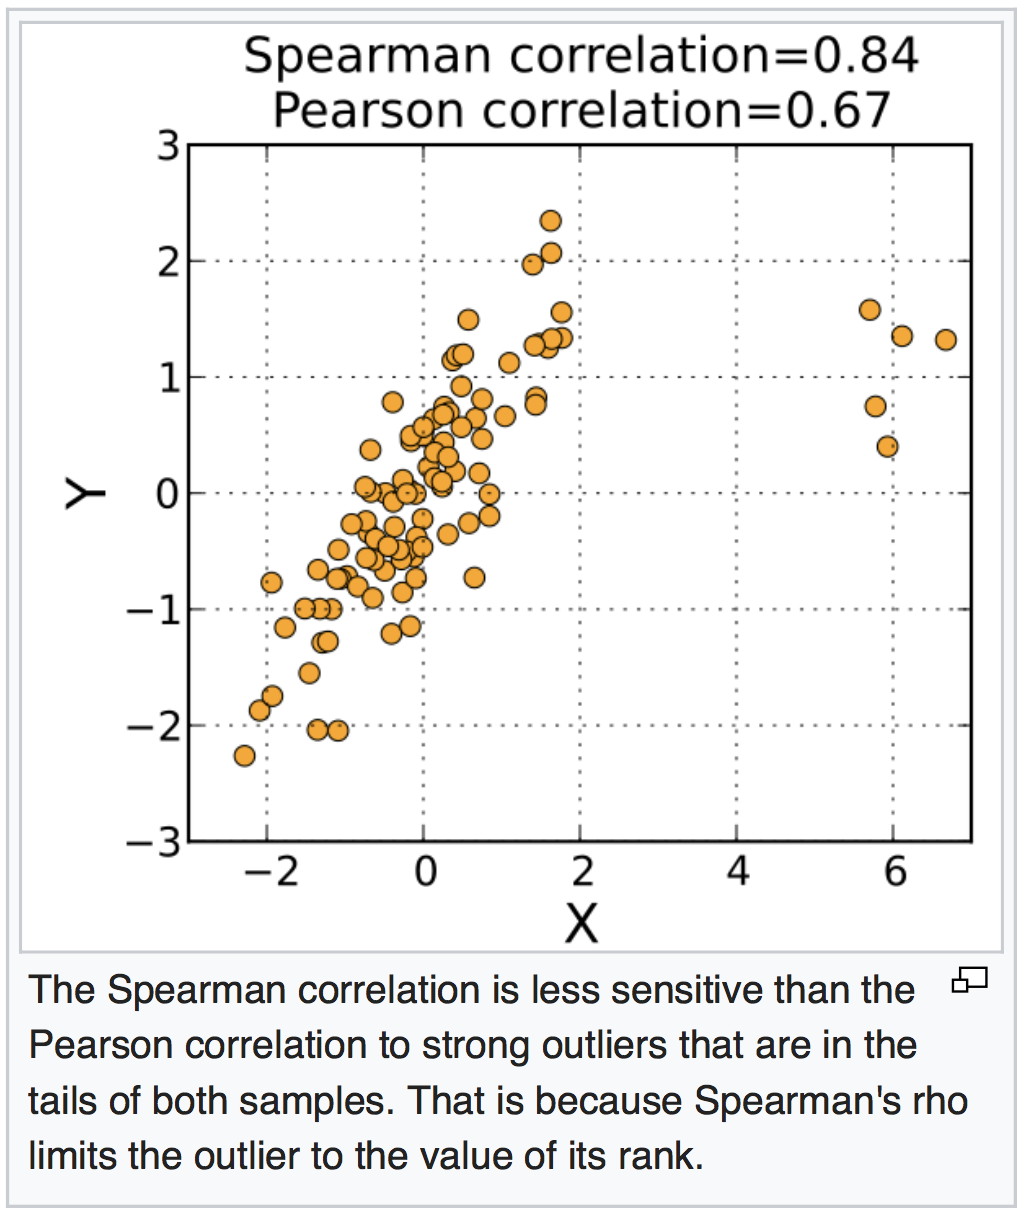 Spearman correlation=0.84
Pearson correlation=0.67
3
2
1
0
−1
−2
−3
Y
−2 0 2 4 6
X
The Spearman correlation is less sensitive than the
Pearson correlation to strong outliers that are in the
tails of both samples. That is because Spearman's rho
limits the outlier to the value of its rank.